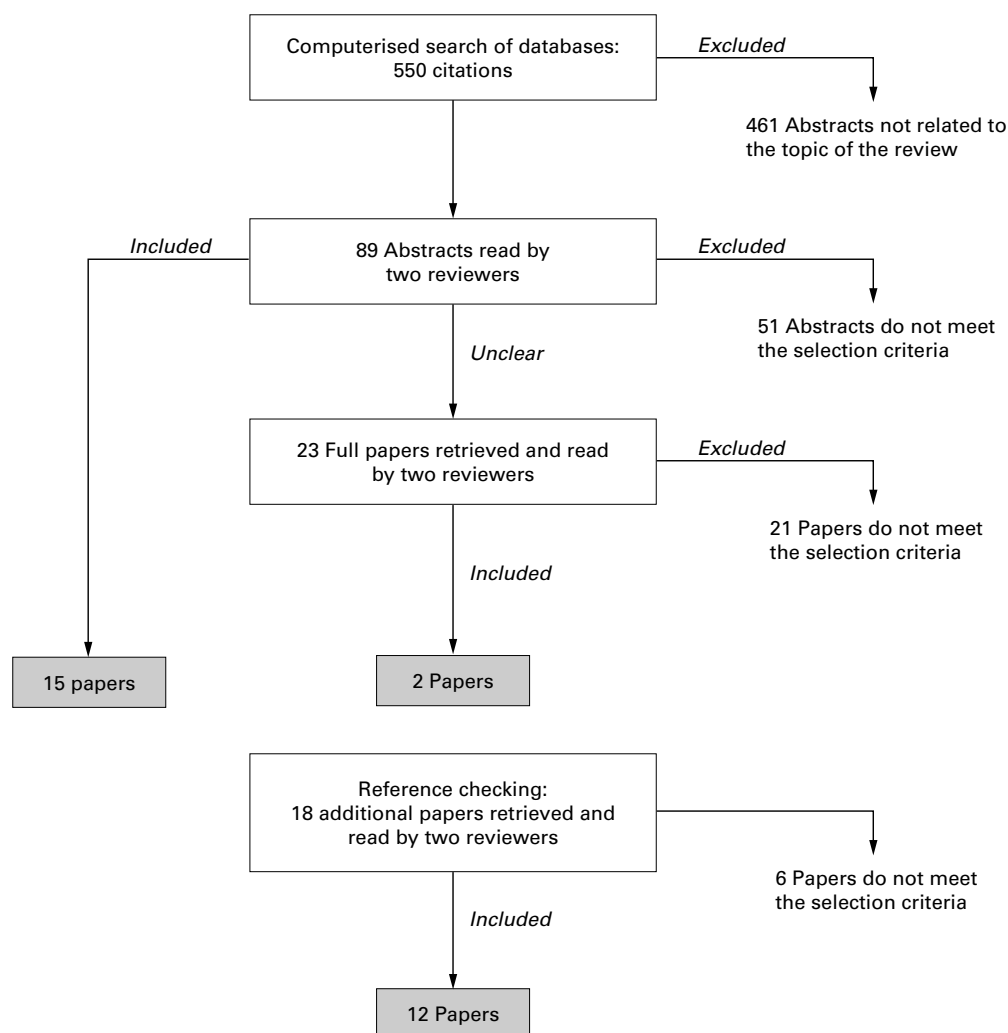 Computerised search of databases:
550 citations
Excluded
461 Abstracts not related to
the topic of the review
Included
89 Abstracts read by
two reviewers
Excluded
51 Abstracts do not meet
the selection criteria
Unclear
23 Full papers retrieved and read
by two reviewers
Excluded
21 Papers do not meet
the selection criteria
Included
15 papers
2 Papers
Reference checking:
18 additional papers retrieved and
read by two reviewers
6 Papers do not meet
the selection criteria
Included
12 Papers